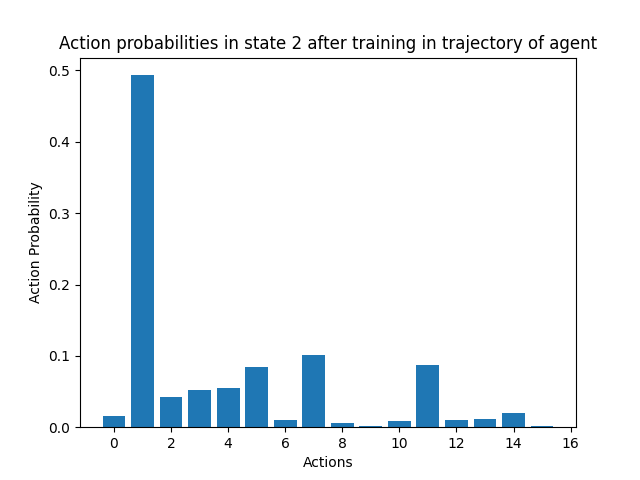 Action probabilities in state 2 after training in trajectory of agent
0.5
0.4
0.3
0.2
0.1
0.0
Action Probability
0 2 4 6 8 10 12 14 16
Actions